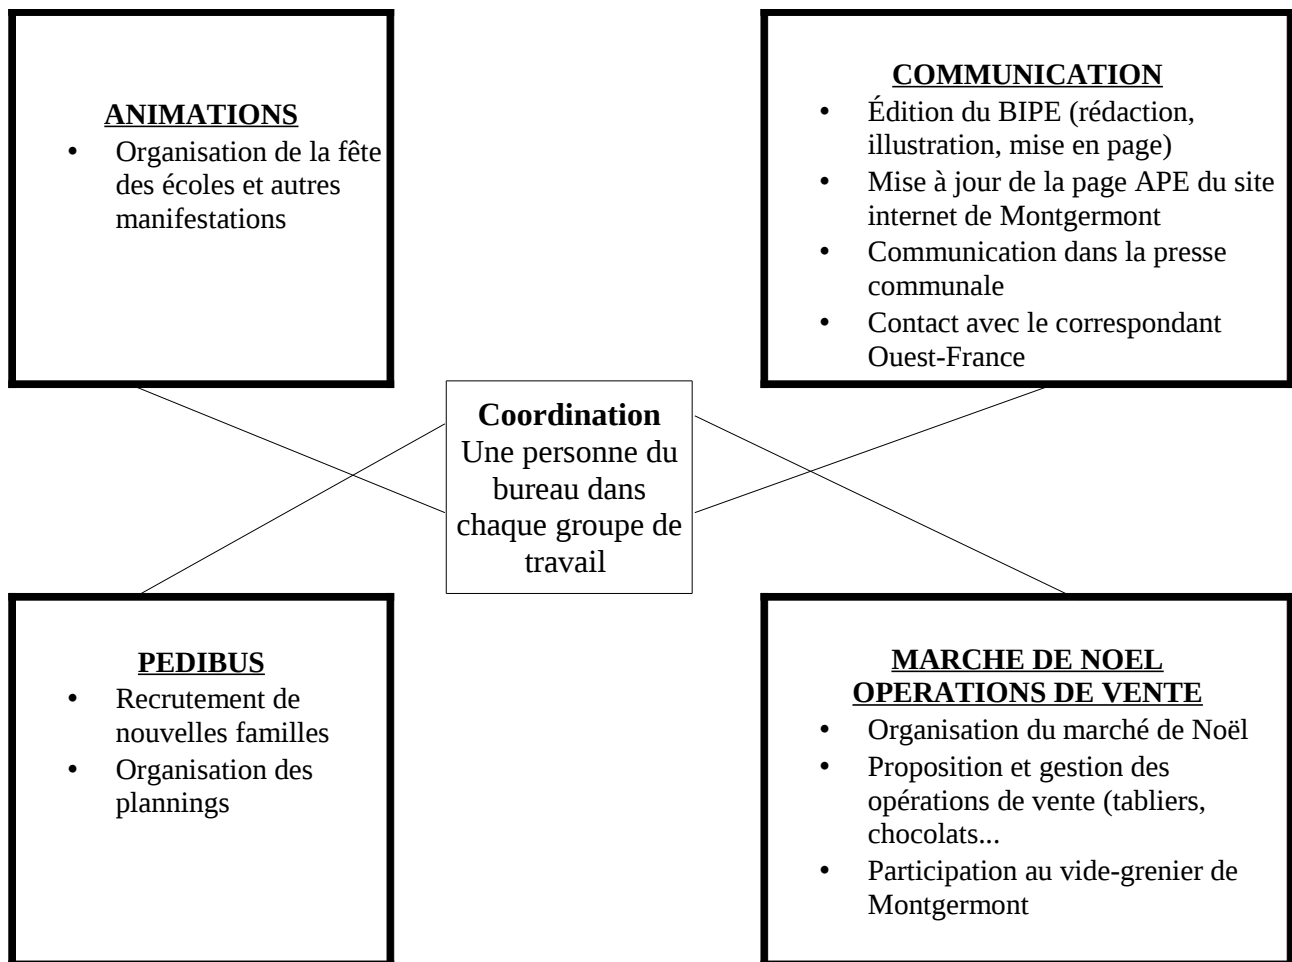 ANIMATIONS
• Organisation de la fête
des écoles et autres
manifestations
COMMUNICATION
• Édition du BIPE (rédaction,
illustration, mise en page)
• Mise à jour de la page APE du site
internet de Montgermont
• Communication dans la presse
communale
• Contact avec le correspondant
Ouest-France
Coordination
Une personne du
bureau dans
chaque groupe de
travail
PEDIBUS
• Recrutement de
nouvelles familles
• Organisation des
plannings
MARCHE DE NOEL
OPERATIONS DE VENTE
• Organisation du marché de Noël
• Proposition et gestion des
opérations de vente (tabliers,
chocolats...
• Participation au vide-grenier de
Montgermont